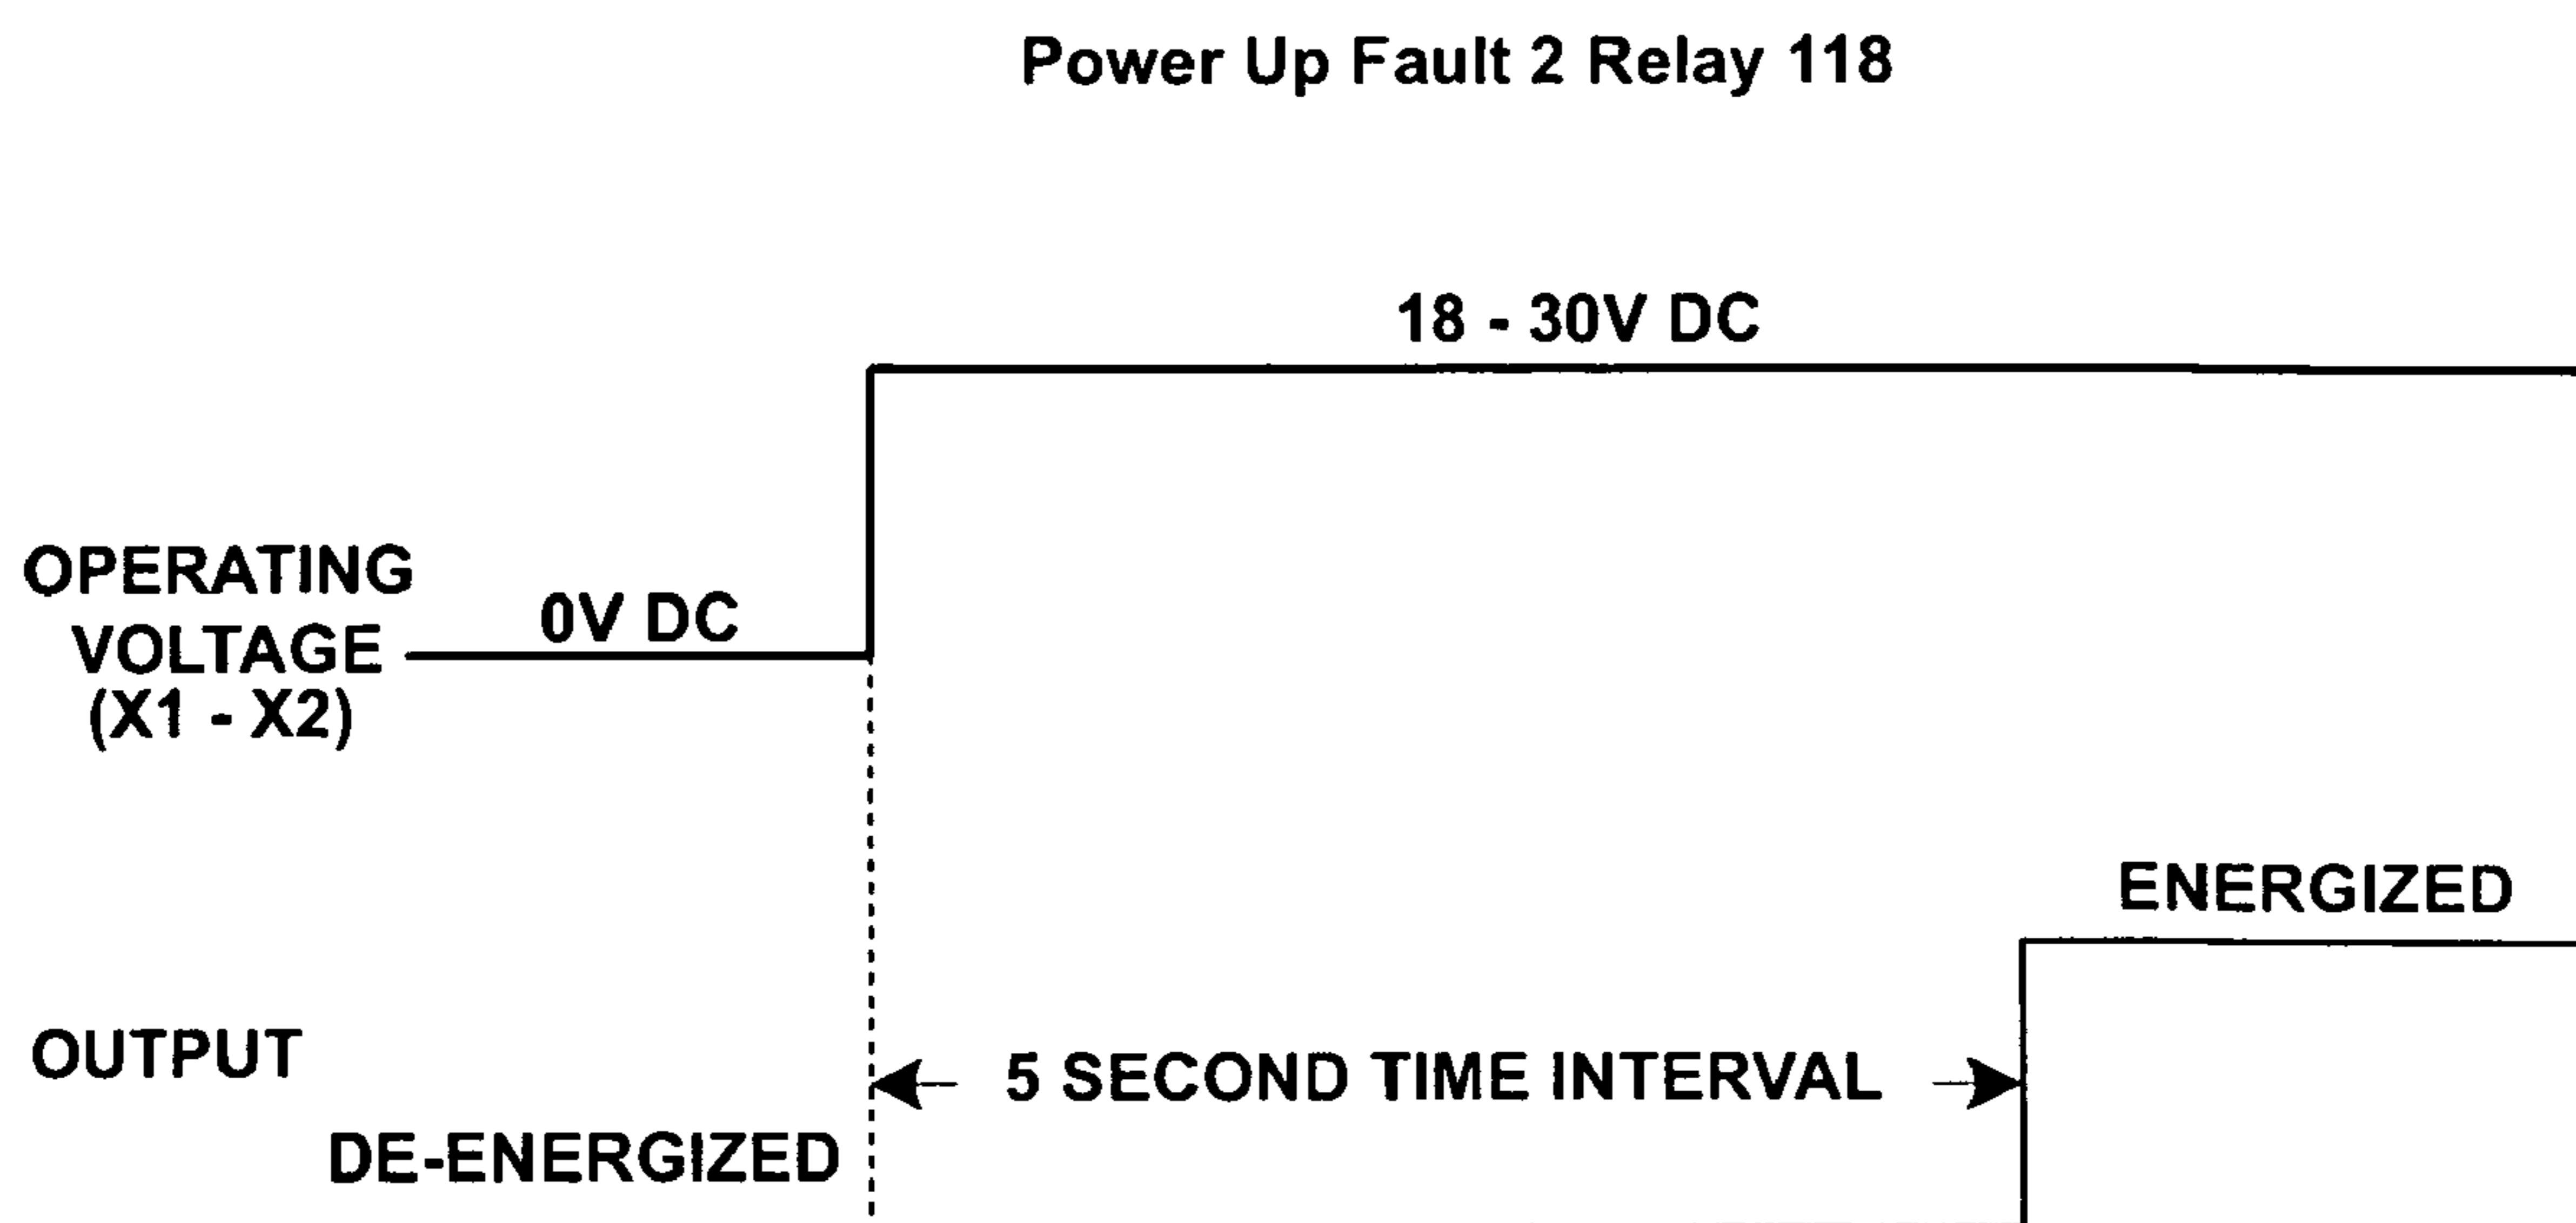 Power Up Fault 2 Relay 118
18 - 30V DC
OPERATING
VOLTAGE
(X1 - X2)
0V DC
ENERGIZED
OUTPUT
5 SECOND TIME INTERVAL
DE-ENERGIZED